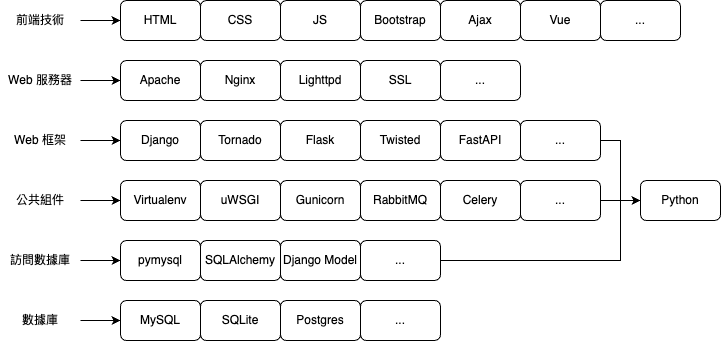 前端技術 HTML CSS JS Bootstrap Ajax Vue ...
Web 服務器 Apache Nginx Lighttpd SSL ...
Web 框架 Django Tornado Flask Twisted FastAPI ...
公共組件 Virtualenv uWSGI Gunicorn RabbitMQ Celery ... Python
訪問數據庫 pymysql SQLAlchemy Django Model ...
數據庫 MySQL SQLite Postgres ...